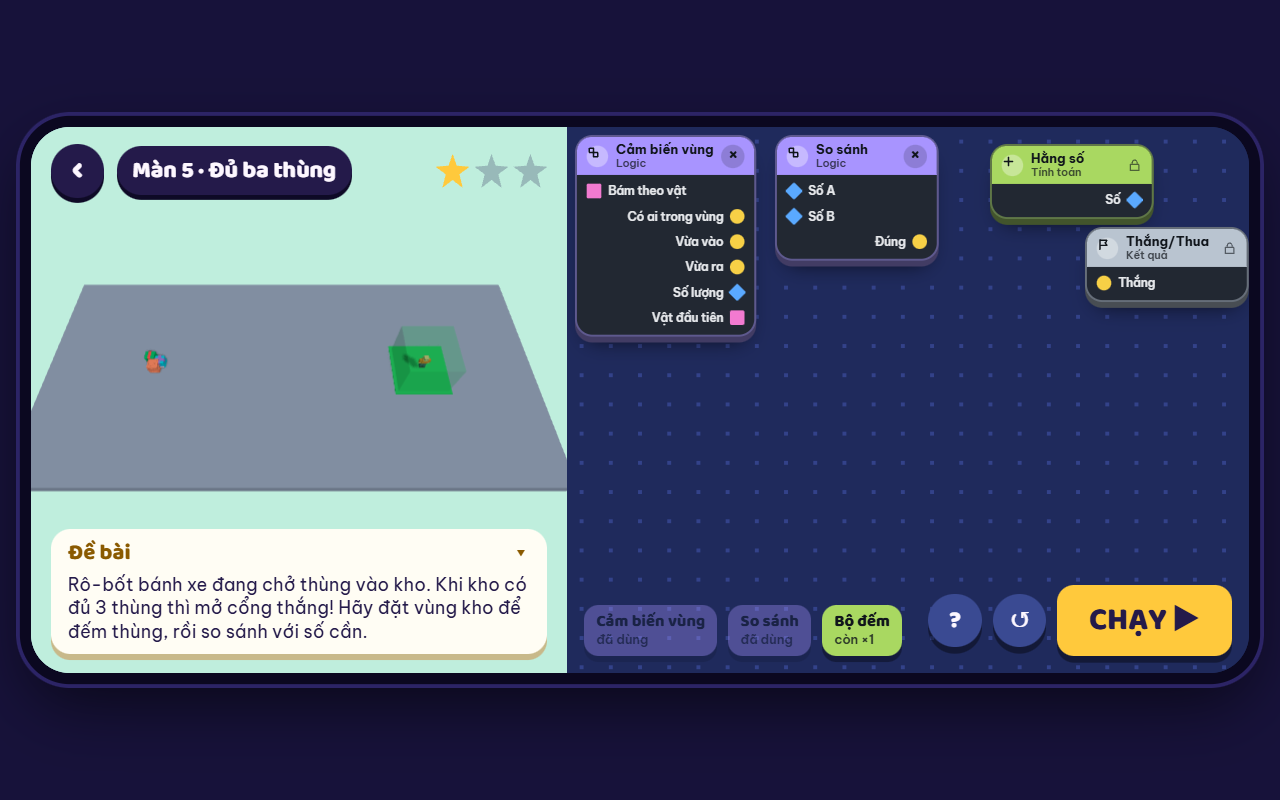 Màn 5 • Đủ ba thùng
Đề bài
Rô-bốt bánh xe đang chở thùng vào kho. Khi kho có
đủ 3 thùng thì mở cổng thắng! Hãy đặt vùng kho để
đếm thùng, rồi so sánh với số cần.
Cảm biến vùng
Logic
Bám theo vật
Có ai trong vùng
Vừa vào
Vừa ra
Số lượng
Vật đầu tiên
So sánh
Logic
Số A
Số B
Đúng
Hằng số
Tính toán
Số
Thắng/Thua
Kết quả
Thắng
Cảm biến vùng
đã dùng
So sánh
đã dùng
Bộ đếm
còn ×1
?
CHẠY